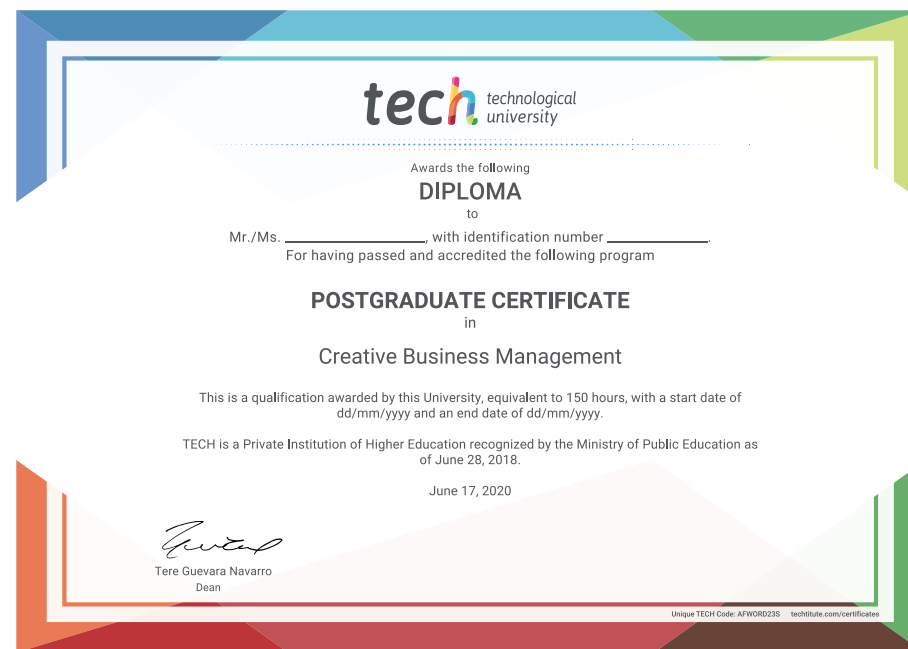 tech technological
university
Awards the following
DIPLOMA
to
Mr./Ms. ____________, with identification number _________.
For having passed and accredited the following program
POSTGRADUATE CERTIFICATE
in
Creative Business Management
This is a qualification awarded by this University, equivalent to 150 hours, with a start date of
dd/mm/yyyy and an end date of dd/mm/yyyy.
TECH is a Private Institution of Higher Education recognized by the Ministry of Public Education as
of June 28, 2018.
June 17, 2020
Tere Guevara Navarro
Dean
Unique TECH Code: AFWORD23S techtitute.com/certificates